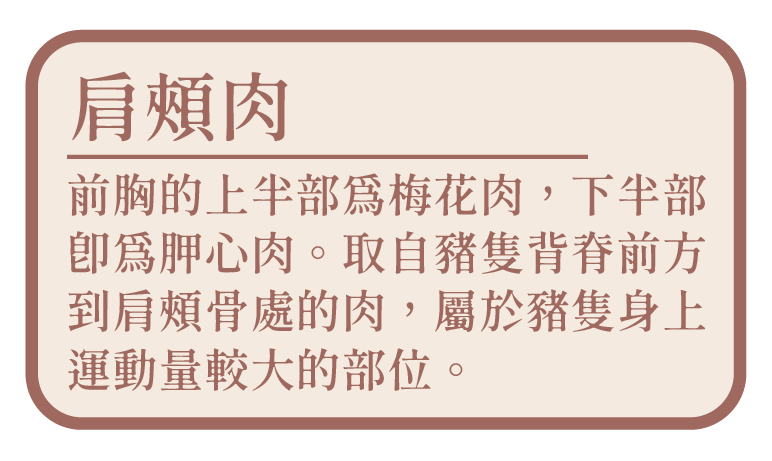 肩頰肉
前胸的上半部爲梅花肉，下半部
卽爲胛心肉。取自豬隻背脊前方
到肩頰骨處的肉，屬於豬隻身上
運動量較大的部位。